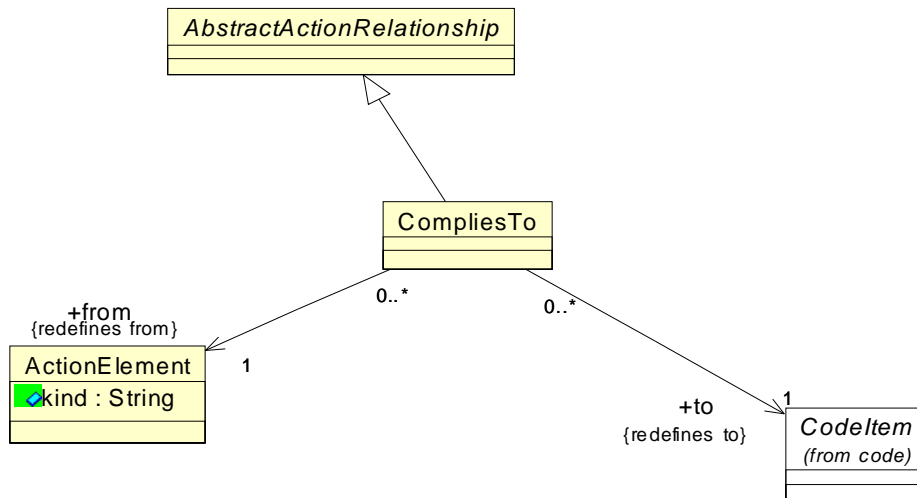 AbstractActionRelationship
CompliesTo
0..*
0..*
+from
{redefines from}
1
ActionElement
kind : String
+to
{redefines to}
1
CodeItem
(from code)